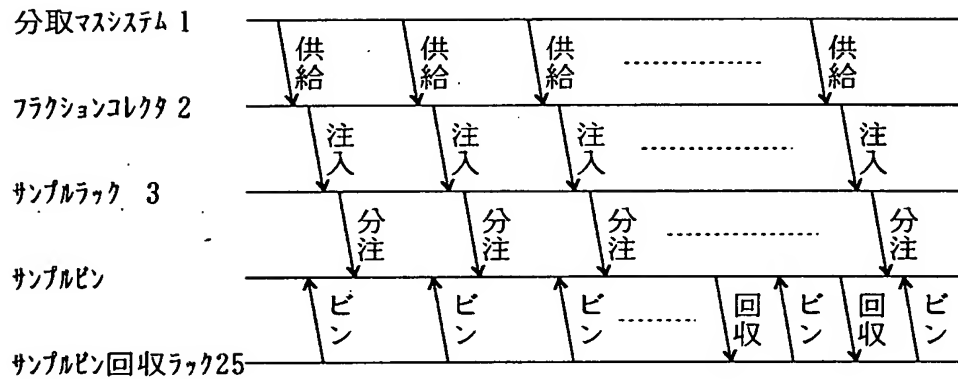 分取マスシステム 1
供給 供給 供給 供給
フラクションコレクタ 2
注入 注入 注入 注入
サンプルラック 3
分注 分注 分注 分注
サンプルビン
ビン ビン ビン 回収 ビン 回収 ビン
サンプルビン回収ラック25